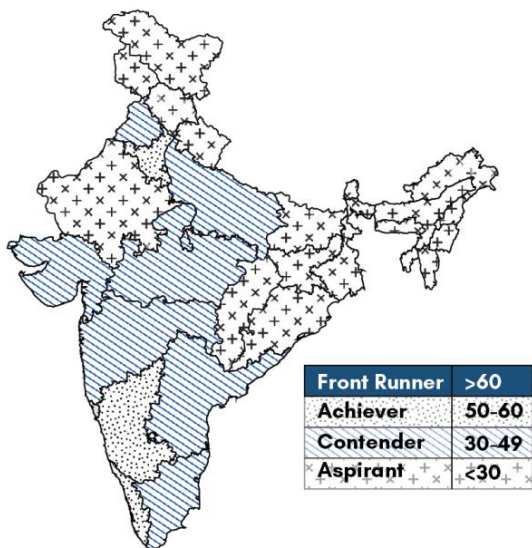 Front Runner >60
Achiever 50-60
Contender 30-49
Aspirant <30